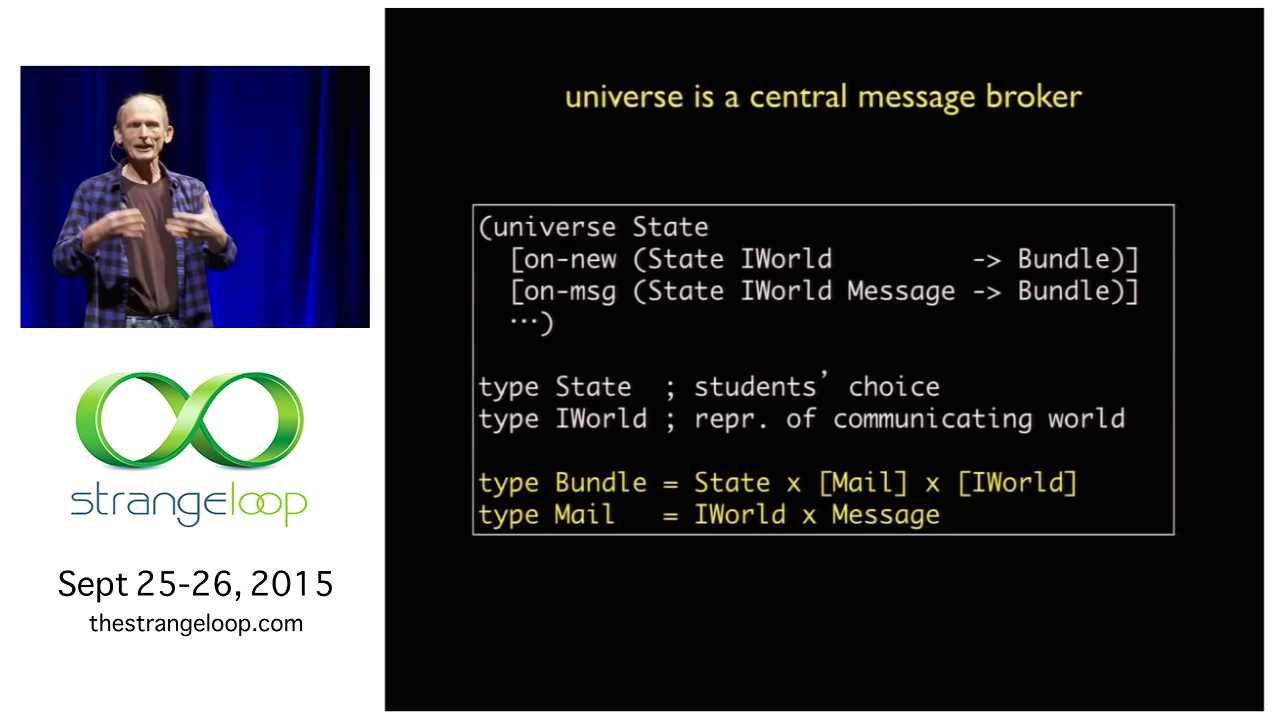 strangeloop
Sept 25-26, 2015
thestrangeloop.com
universe is a central message broker
(universe State
  [on-new (State IWorld         -> Bundle)]
  [on-msg (State IWorld Message -> Bundle)]
  …)
type State  ; students’ choice
type IWorld ; repr. of communicating world
type Bundle = State x [Mail] x [IWorld]
type Mail   = IWorld x Message